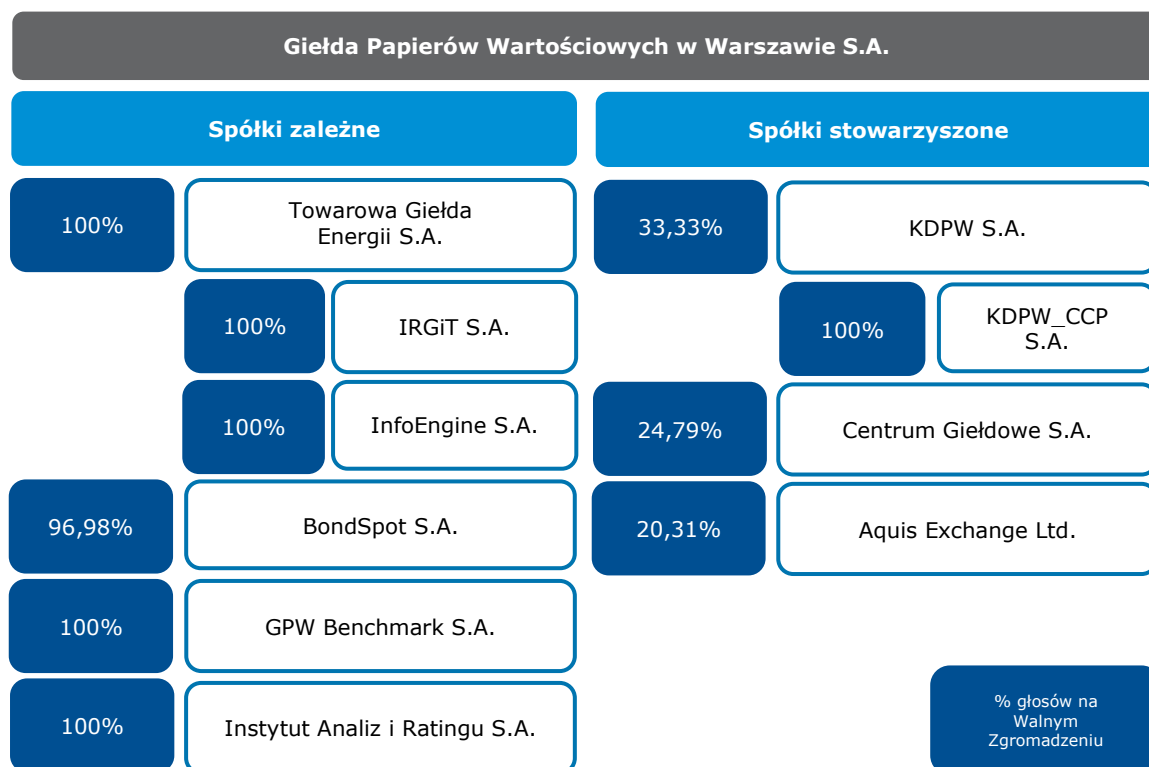 Giełda Papierów Wartościowych w Warszawie S.A.
Spółki zależne
100%
Towarowa Giełda
Energii S.A.
100%
IRGiT S.A.
100%
InfoEngine S.A.
96,98%
BondSpot S.A.
100%
GPW Benchmark S.A.
100%
Instytut Analiz i Ratingu S.A.
Spółki stowarzyszone
33,33%
KDPW S.A.
100%
KDPW_CCP
S.A.
24,79%
Centrum Giełdowe S.A.
20,31%
Aquis Exchange Ltd.
% głosów na
Walnym
Zgromadzeniu